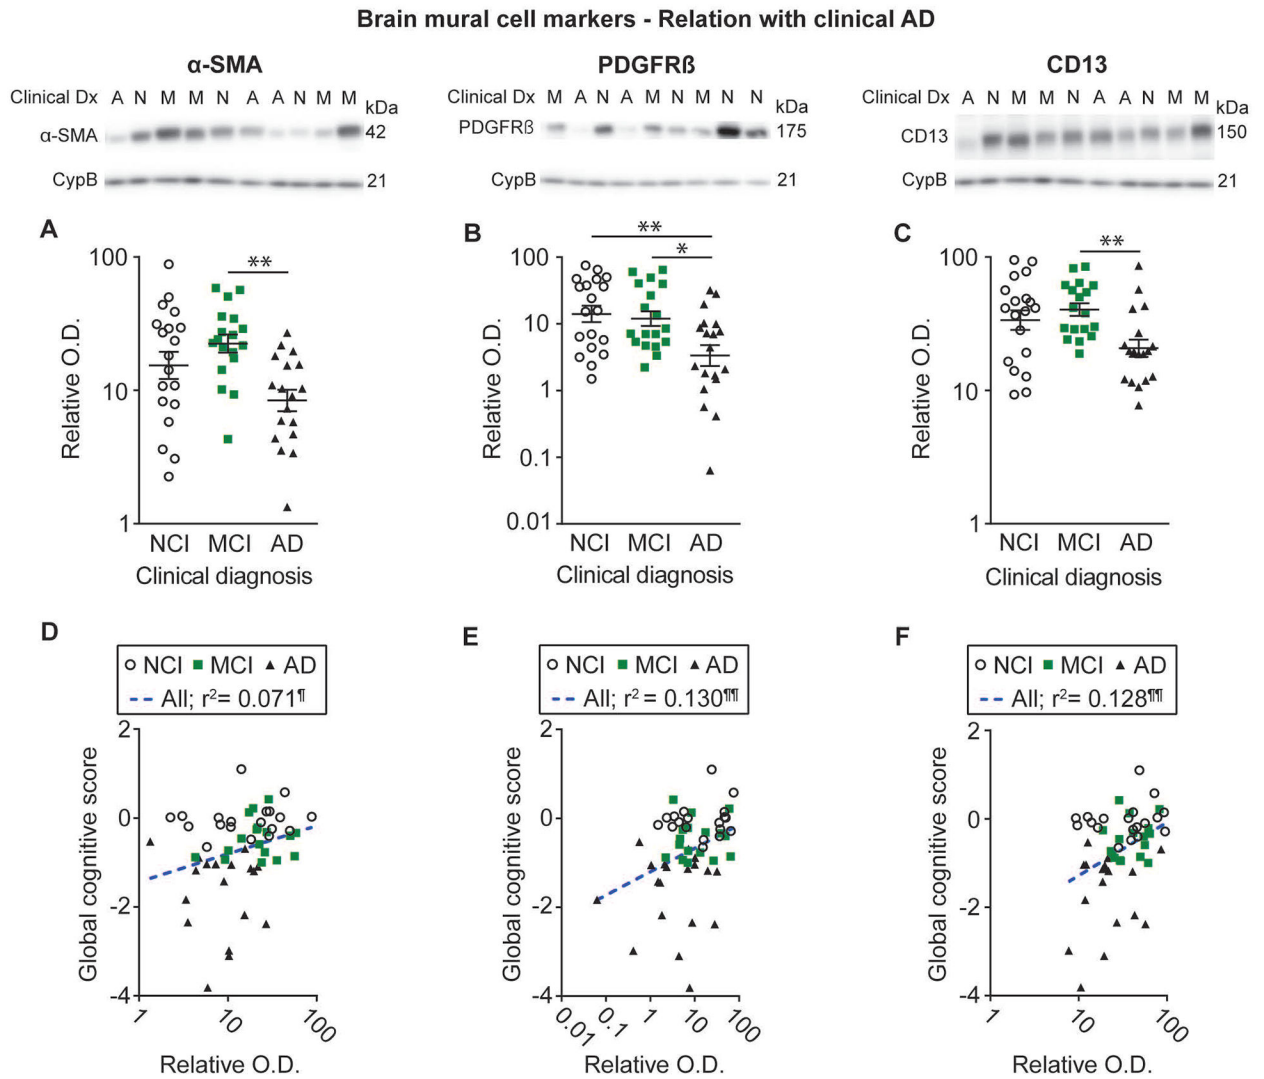 Brain mural cell markers - Relation with clinical AD
α-SMA
Clinical Dx A N M M N A A N M M
kDa
α-SMA 42
CypB 21
PDGFRß
Clinical Dx M A N A M N M N N
kDa
PDGFRß 175
CypB 21
CD13
Clinical Dx A N M M N A A N M M
kDa
CD13 150
CypB 21
A
**
100
10
1
Relative O.D.
NCI MCI AD
Clinical diagnosis
B
**
*
100
10
1
0.1
0.01
Relative O.D.
NCI MCI AD
Clinical diagnosis
C
**
100
10
1
Relative O.D.
NCI MCI AD
Clinical diagnosis
D
NCI MCI AD
All; r²= 0.071¶
2
0
-2
-4
Global cognitive score
1 10 100
Relative O.D.
E
NCI MCI AD
All; r² = 0.130¶¶
2
0
-2
-4
Global cognitive score
0.01 0.1 1 10 100
Relative O.D.
F
NCI MCI AD
All; r² = 0.128¶¶
2
0
-2
-4
Global cognitive score
1 10 100
Relative O.D.